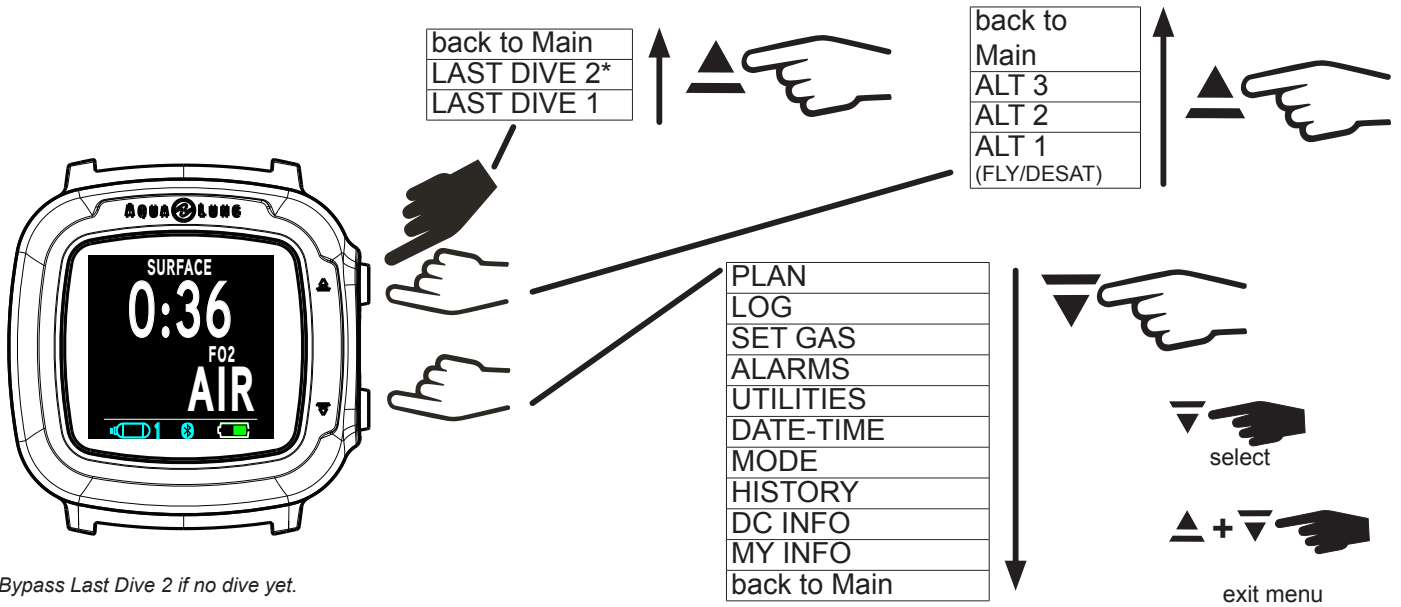 back to Main
LAST DIVE 2*
LAST DIVE 1
back to
Main
ALT 3
ALT 2
ALT 1
(FLY/DESAT)
AQUA LUNG
SURFACE
0:36
FO2
AIR
1
PLAN
LOG
SET GAS
ALARMS
UTILITIES
DATE-TIME
MODE
HISTORY
DC INFO
MY INFO
back to Main
select
+
exit menu
Bypass Last Dive 2 if no dive yet.